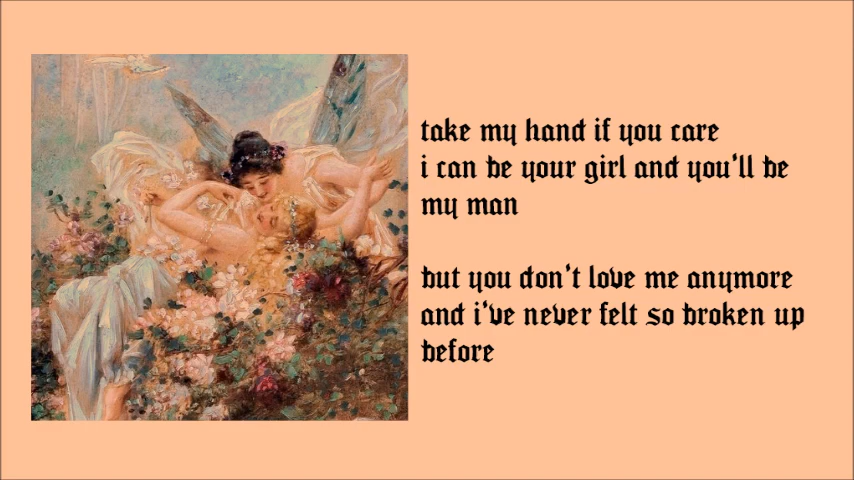 take my hand if you care
i can be your girl and you'll be
my man
but you don't love me anymore
and i've never felt so broken up
before